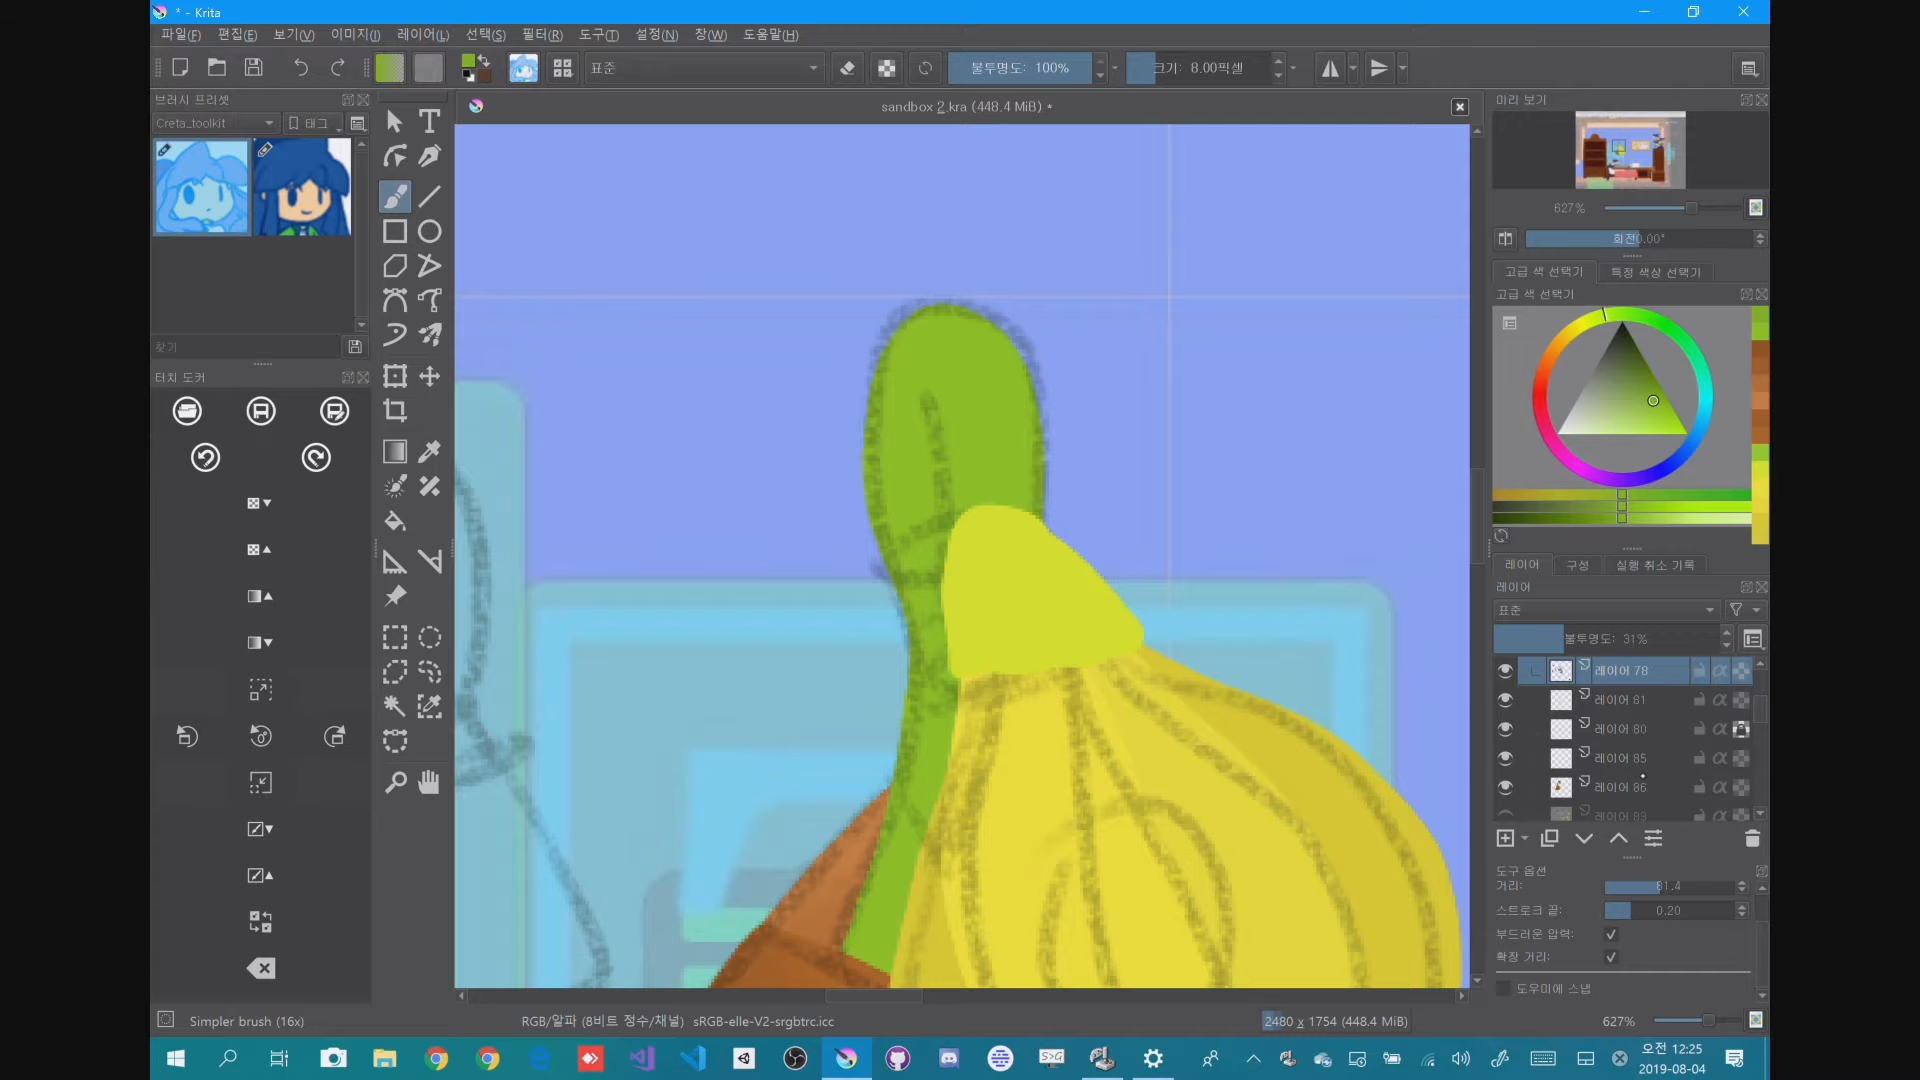 * - Krita
파일(F) 편집(E) 보기(V) 이미지(I) 레이어(L) 선택(S) 필터(R) 도구(T) 설정(N) 창(W) 도움말(H)
표준 불투명도: 100% 크기: 8.00픽셀
브러시 프리셋
Creta_toolkit 태그
찾기
터치 도커
sandbox 2.kra (448.4 MiB) *
미리 보기
627%
회전0.00°
고급 색 선택기 특정 색상 선택기
고급 색 선택기
레이어 구성 실행 취소 기록
레이어
표준
불투명도: 31%
레이어 78
레이어 81
레이어 80
레이어 85
레이어 86
레이어 83
도구 옵션
거리: 81.4
스트로크 끝: 0.20
부드러운 압력:
확장 거리:
도우미에 스냅
Simpler brush (16x) RGB/알파 (8비트 정수/채널) sRGB-elle-V2-srgbtrc.icc 2480 x 1754 (448.4 MiB) 627%
S>G
오전 12:25
2019-08-04